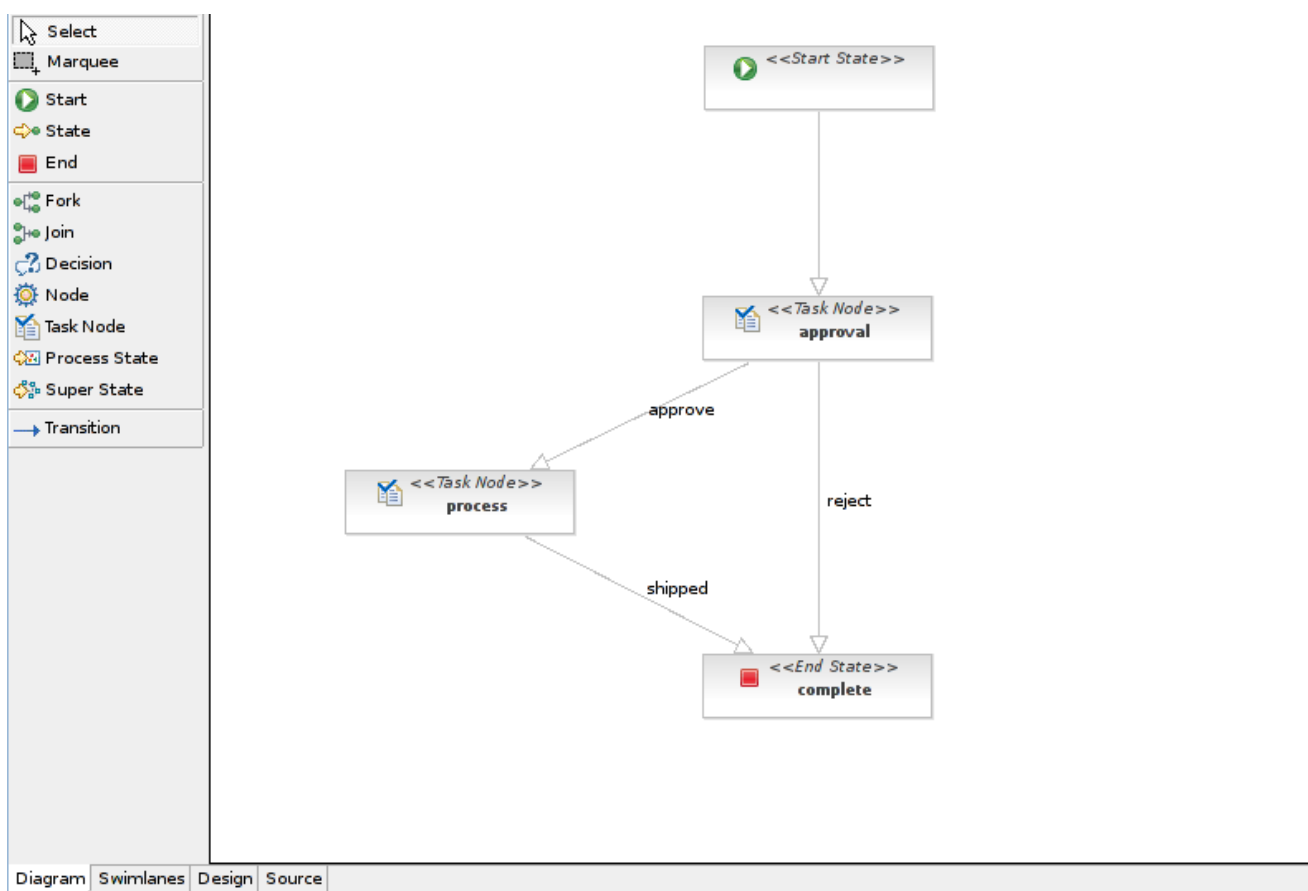 Select
Marquee
Start
State
End
Fork
Join
Decision
Node
Task Node
Process State
Super State
Transition
<<Start State>>
<<Task Node>>
approval
approve
<<Task Node>>
process
reject
shipped
<<End State>>
complete
Diagram Swimlanes Design Source